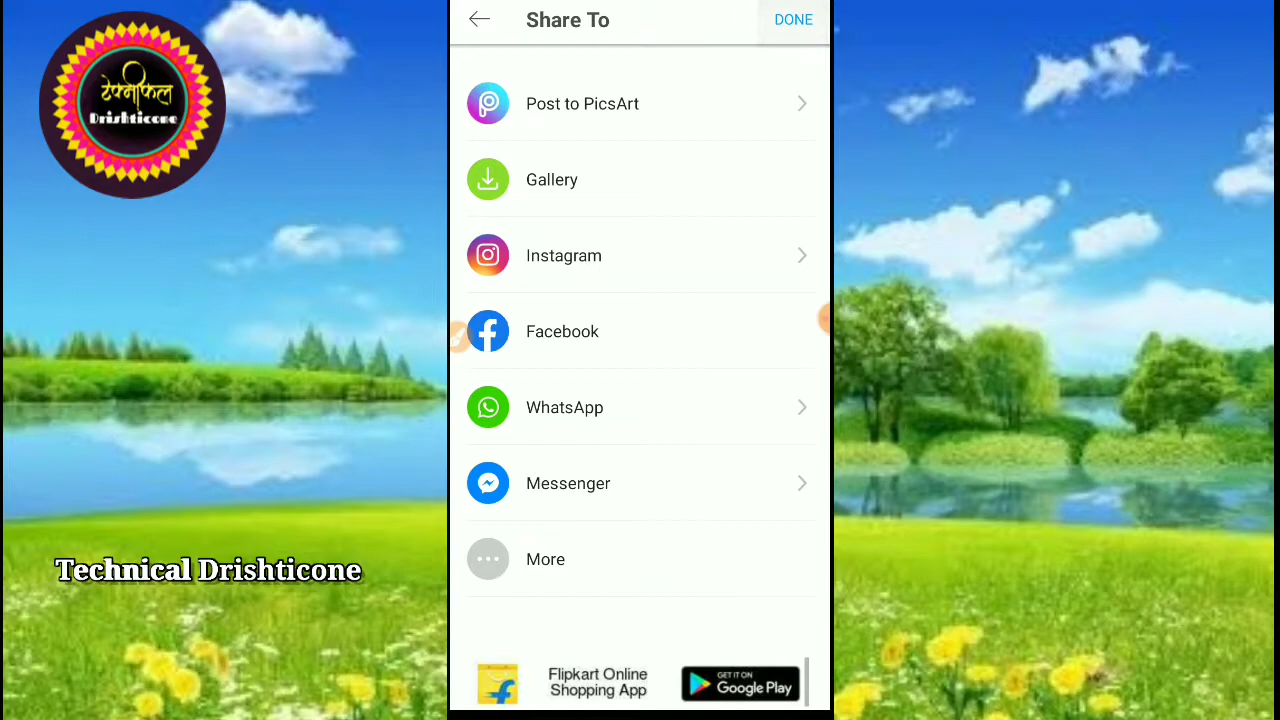 टेक्नीकल
Drishticone
Technical Drishticone
Share To
DONE
Post to PicsArt
Gallery
Instagram
Facebook
WhatsApp
Messenger
More
Flipkart Online
Shopping App
GET IT ON
Google Play